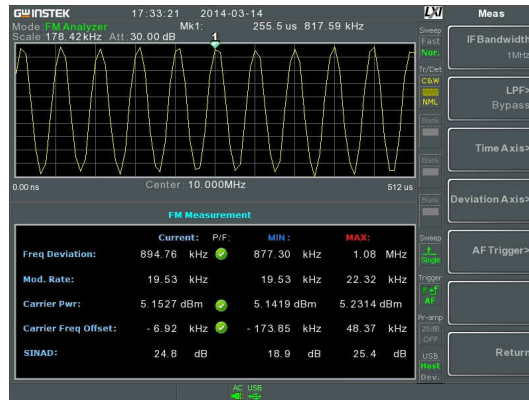 GWINSTEK 17:33:21 2014-03-14 LXI Meas
Mode:FM Analyzer Mk1: 255.5 us 817.59 kHz
Scale:178.42 kHz Att:30.00 dB
1
0.00 ns Center: 10.000MHz 512 us
FM Measurement
Current: P/F: MIN: MAX:
Freq Deviation: 894.76 kHz 877.30 kHz 1.08 MHz
Mod. Rate: 19.53 kHz 19.53 kHz 22.32 kHz
Carrier Pwr: 5.1527 dBm 5.1419 dBm 5.2314 dBm
Carrier Freq Offset: - 6.92 kHz - 173.85 kHz 48.37 kHz
SINAD: 24.8 dB 18.9 dB 25.4 dB
AC USB
Sweep
Fast
Nor.
Tr/Det
C&W
NML
Blank
Blank
Blank
Sweep
Single
Trigger
AF
Pr-amp
20dB
OFF
USB
Host
Dev.
IF Bandwidth
1MHz
LPF>
Bypass
Time Axis>
Deviation Axis>
AF Trigger>
Return